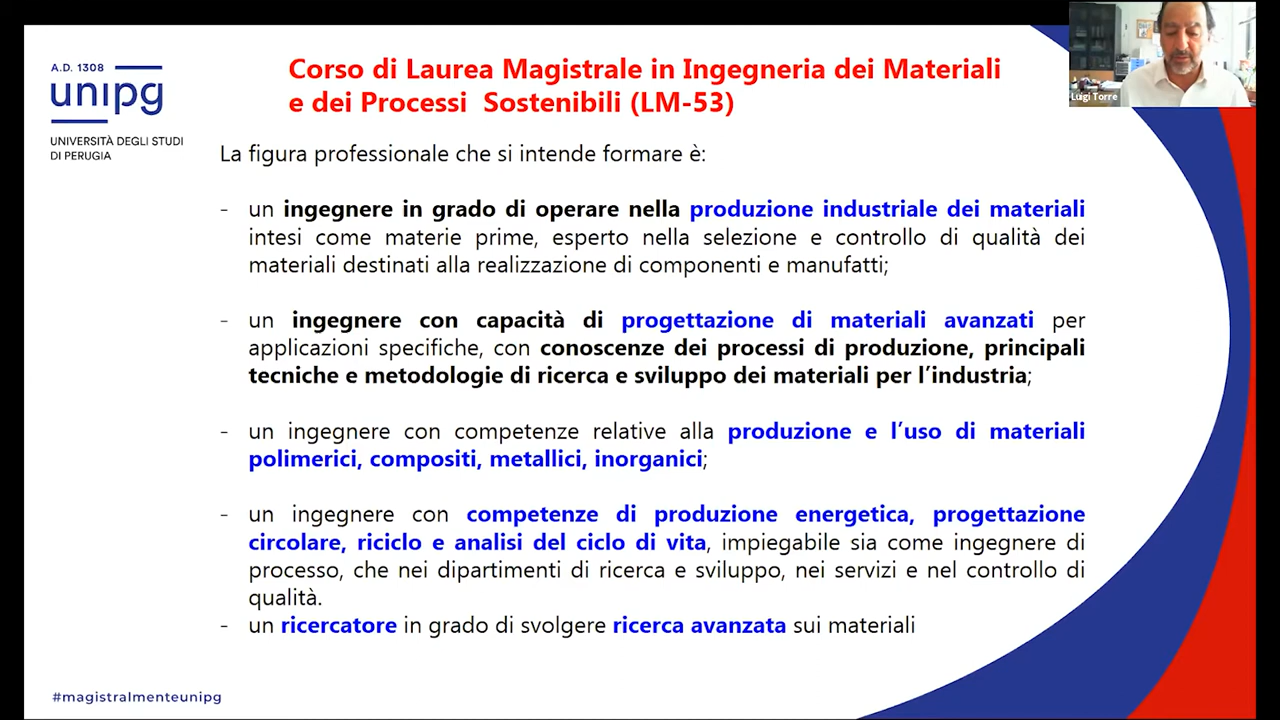 A.D. 1308
unipg
UNIVERSITÀ DEGLI STUDI
DI PERUGIA
Corso di Laurea Magistrale in Ingegneria dei Materiali
e dei Processi Sostenibili (LM-53)
Luigi Torre
La figura professionale che si intende formare è:
- un ingegnere in grado di operare nella produzione industriale dei materiali
intesi come materie prime, esperto nella selezione e controllo di qualità dei
materiali destinati alla realizzazione di componenti e manufatti;
- un ingegnere con capacità di progettazione di materiali avanzati per
applicazioni specifiche, con conoscenze dei processi di produzione, principali
tecniche e metodologie di ricerca e sviluppo dei materiali per l'industria;
- un ingegnere con competenze relative alla produzione e l'uso di materiali
polimerici, compositi, metallici, inorganici;
- un ingegnere con competenze di produzione energetica, progettazione
circolare, riciclo e analisi del ciclo di vita, impiegabile sia come ingegnere di
processo, che nei dipartimenti di ricerca e sviluppo, nei servizi e nel controllo di
qualità.
- un ricercatore in grado di svolgere ricerca avanzata sui materiali
#magistralmenteunipg